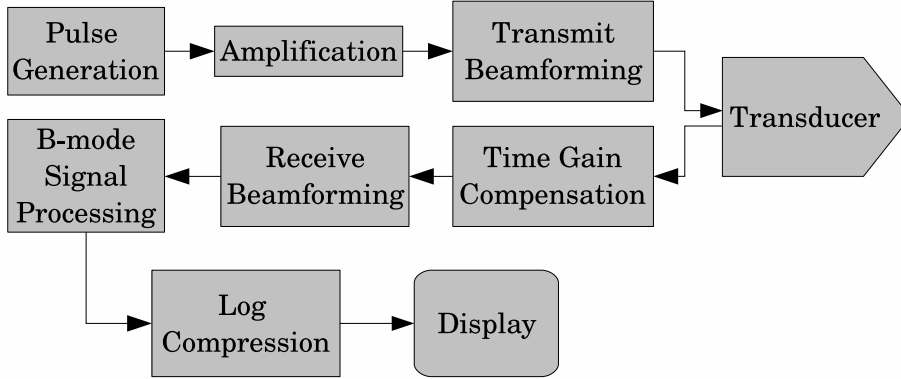 Pulse
Generation
Amplification
Transmit
Beamforming
Transducer
Time Gain
Compensation
Receive
Beamforming
B-mode
Signal
Processing
Log
Compression
Display